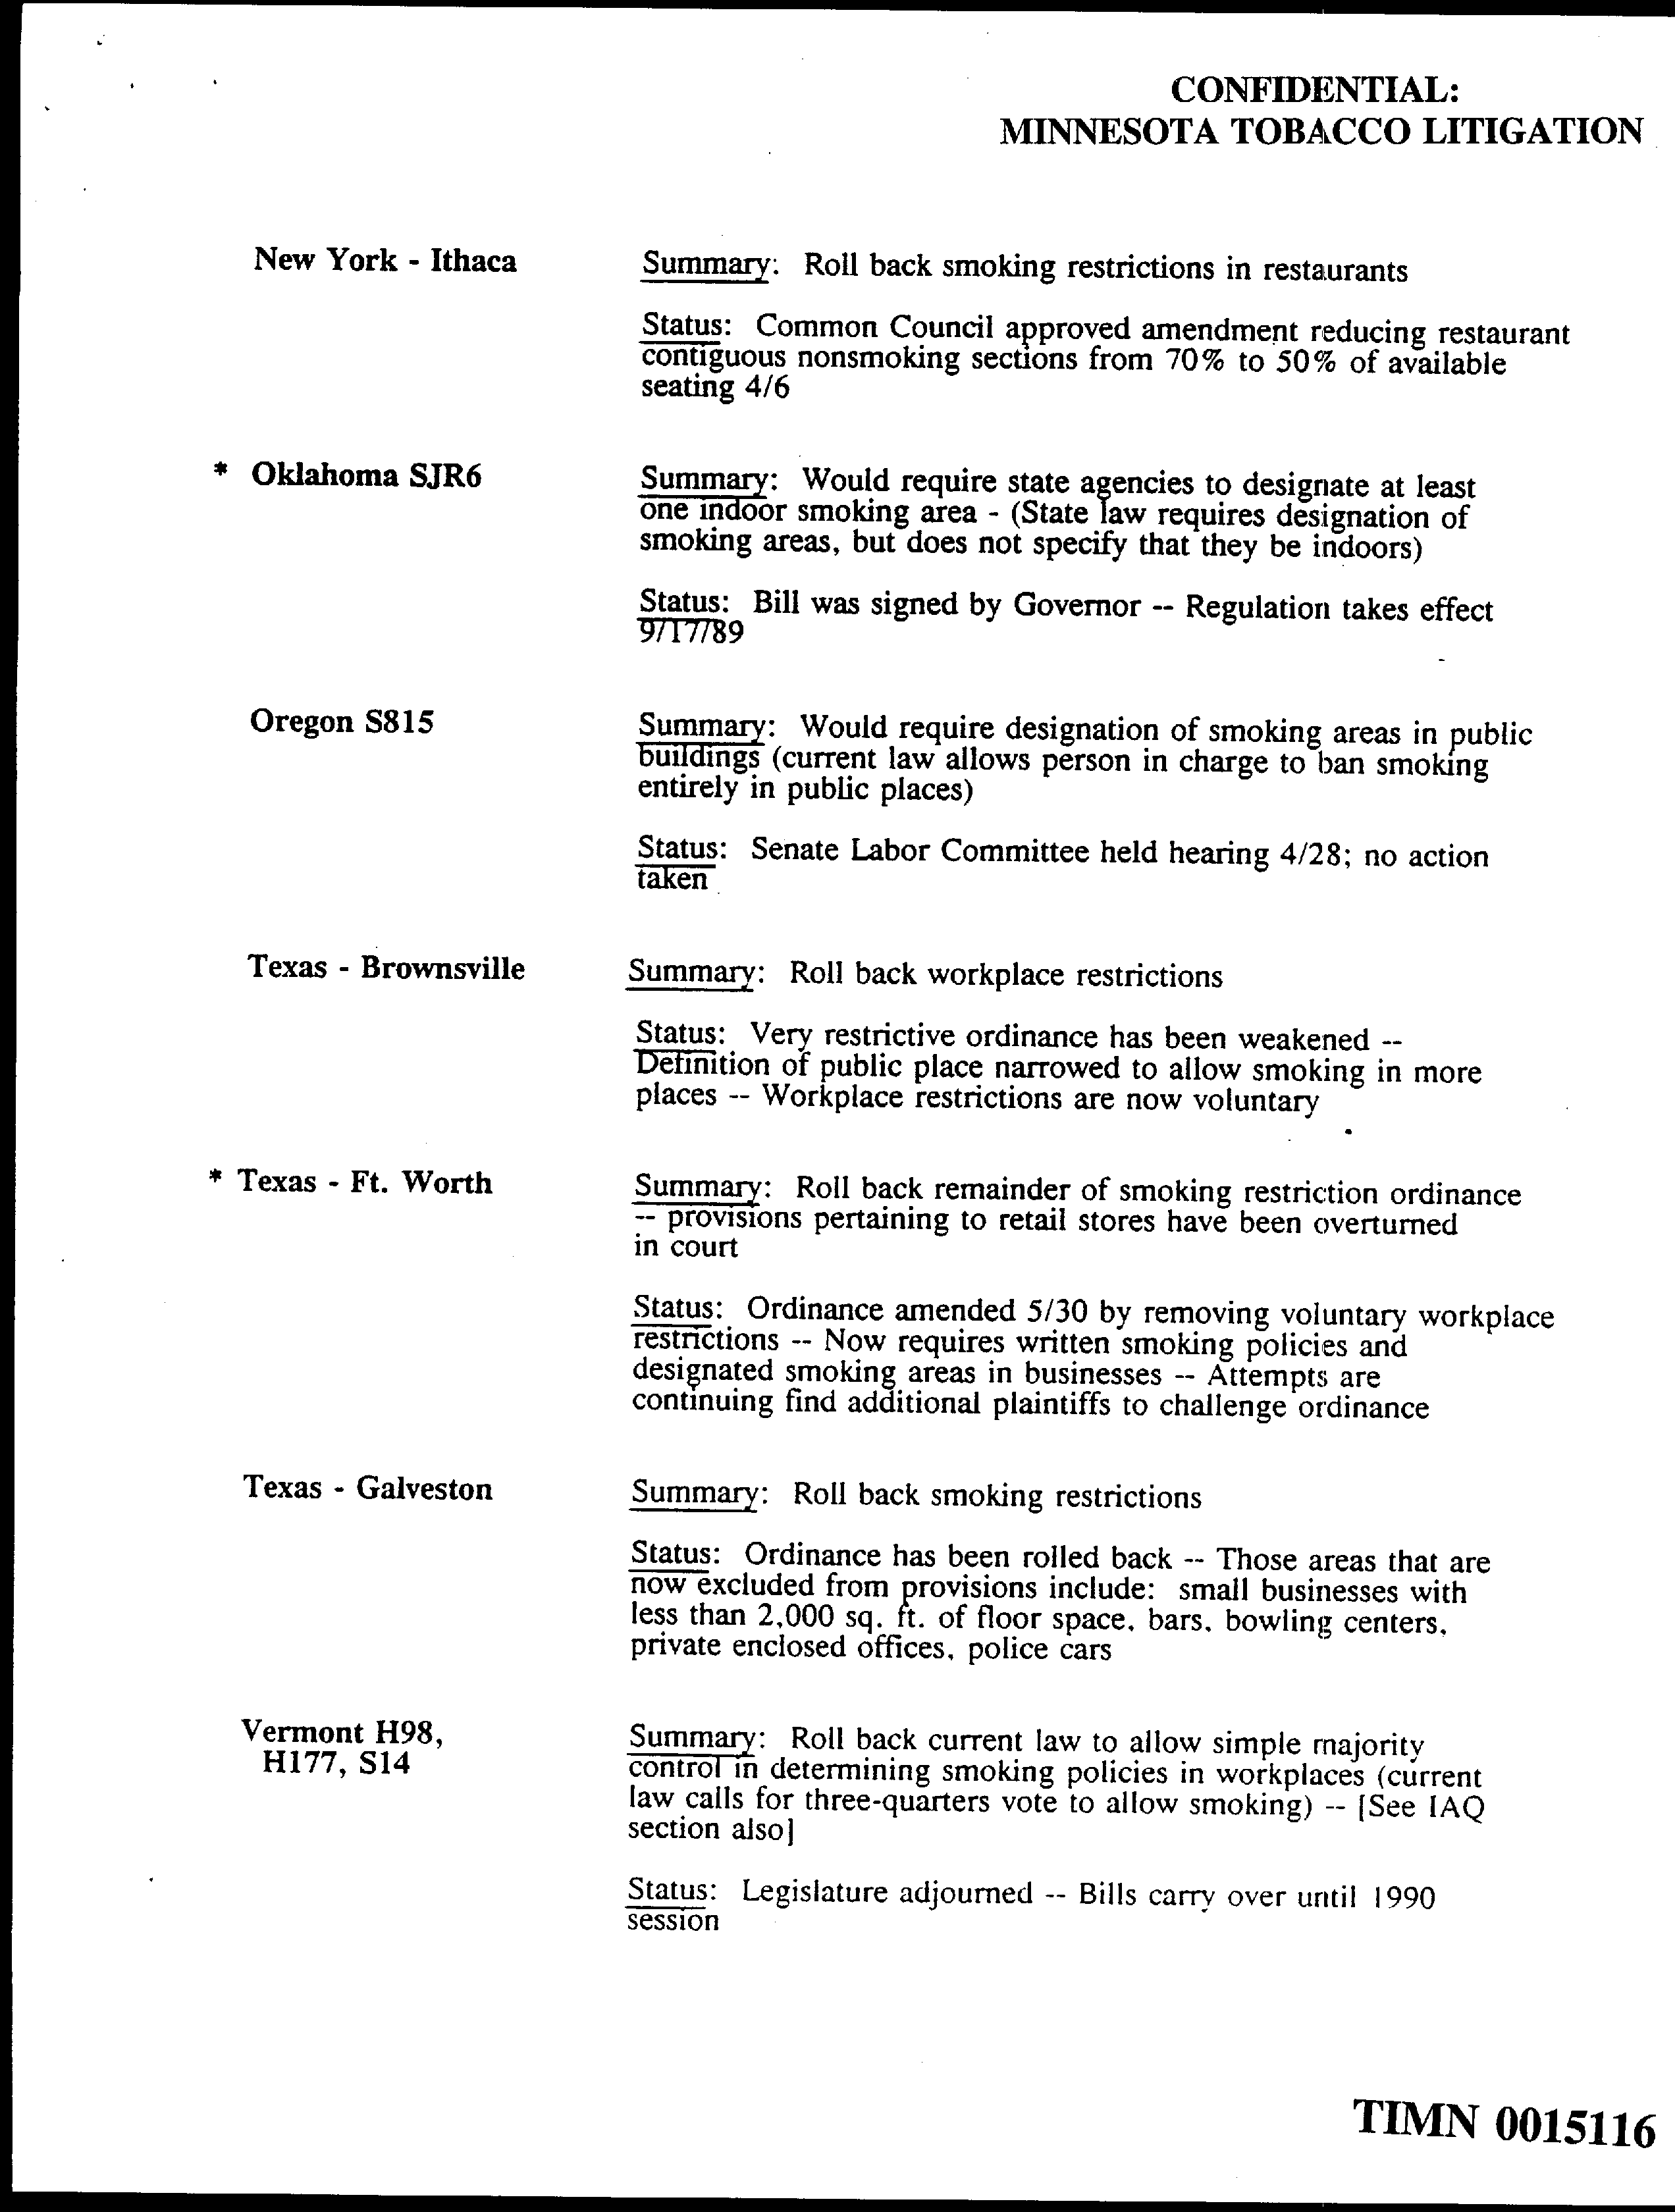 CONFIDENTIAL:
MINNESOTA TOBACCO LITIGATION
New York - Ithaca
Summary: Roll back smoking restrictions in restaurants
Status: Common Council approved amendment reducing restaurant
contiguous nonsmoking sections from 70% to 50% of available
seating 4/6
* Oklahoma SJR6
Summary: Would require state agencies to designate at least
one indoor smoking area - (State law requires designation of
smoking areas, but does not specify that they be indoors)
Status: Bill was signed by Governor -- Regulation takes effect
9/17/89
Oregon S815
Summary: Would require designation of smoking areas in public
buildings (current law allows person in charge to ban smoking
entirely in public places)
Status: Senate Labor Committee held hearing 4/28; no action
taken
Texas - Brownsville
Summary: Roll back workplace restrictions
Status: Very restrictive ordinance has been weakened --
Definition of public place narrowed to allow smoking in more
places -- Workplace restrictions are now voluntary
* Texas - Ft. Worth
Summary: Roll back remainder of smoking restriction ordinance
-- provisions pertaining to retail stores have been overturned
in court
Status: Ordinance amended 5/30 by removing voluntary workplace
restrictions -- Now requires written smoking policies and
designated smoking areas in businesses -- Attempts are
continuing find additional plaintiffs to challenge ordinance
Texas - Galveston
Summary: Roll back smoking restrictions
Status: Ordinance has been rolled back -- Those areas that are
now excluded from provisions include: small businesses with
less than 2,000 sq. ft. of floor space, bars, bowling centers,
private enclosed offices, police cars
Vermont H98,
H177, S14
Summary: Roll back current law to allow simple majority
control in determining smoking policies in workplaces (current
law calls for three-quarters vote to allow smoking) -- [See IAQ
section also]
Status: Legislature adjourned -- Bills carry over until 1990
session
TIMN 0015116